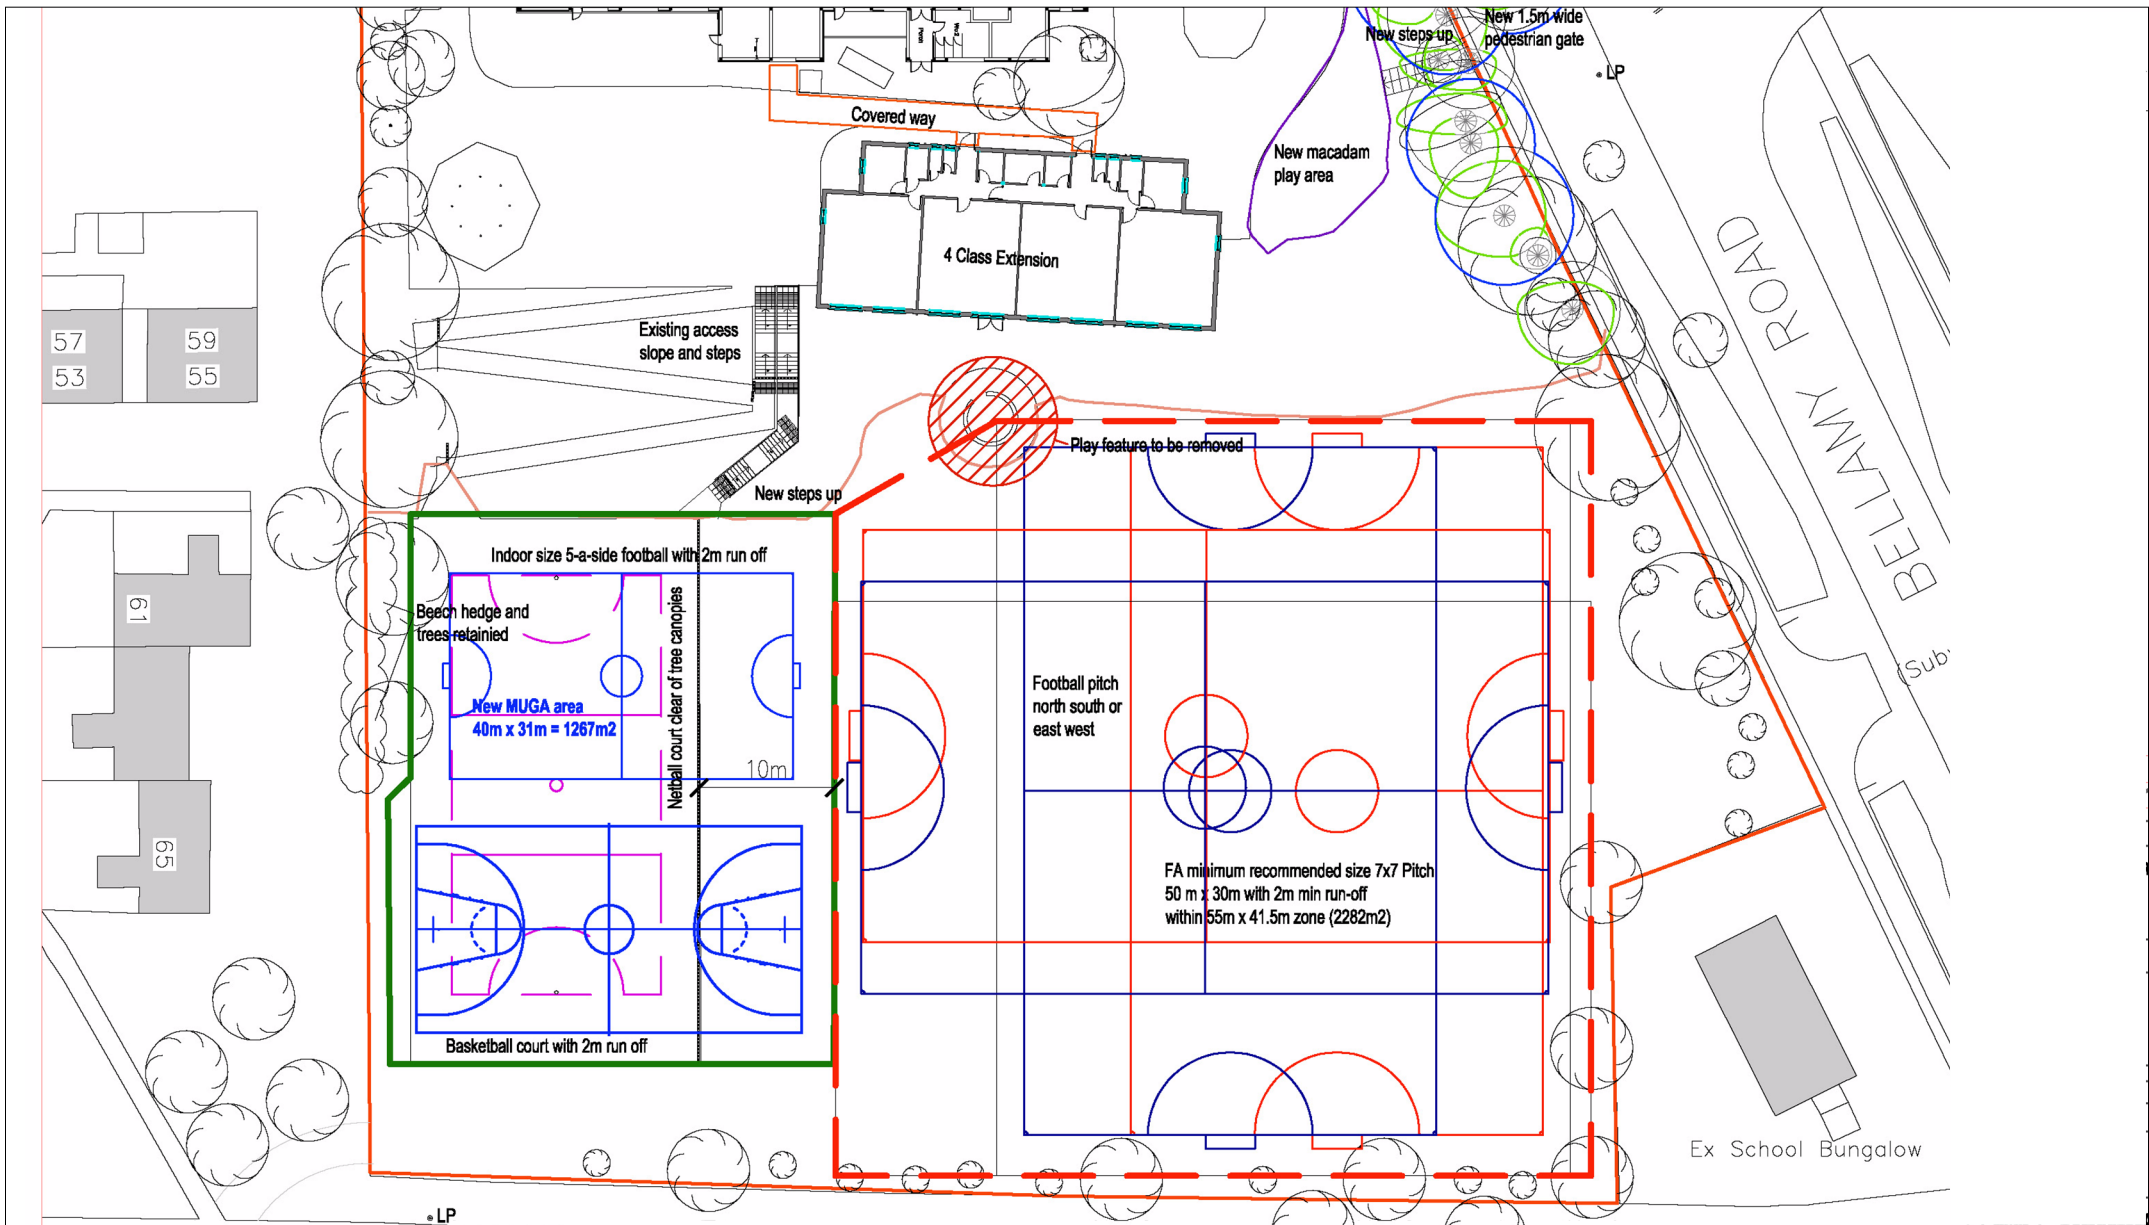 New 1.5m wide
pedestrian gate
New steps up
LP
Covered way
New macadam
play area
4 Class Extension
ROAD
BELLAMY
57
59
53
55
Existing access
slope and steps
Play feature to be removed
New steps up
Indoor size 5-a-side football with 2m run off
Beech hedge and
trees retainied
61
Netball court clear of tree canopies
New MUGA area
40m x 31m = 1267m2
10m
Football pitch
north south or
east west
(Sub
65
FA minimum recommended size 7x7 Pitch
50 m x 30m with 2m min run-off
within 55m x 41.5m zone (2282m2)
Basketball court with 2m run off
Ex School Bungalow
LP